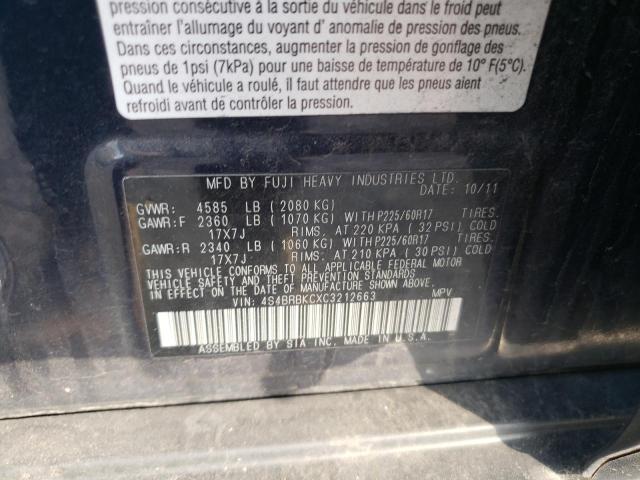 pression consécutive à la sortie du véhicule dans le froid peut
entraîner l'allumage du voyant d' anomalie de pression des pneus.
Dans ces circonstances, augmenter la pression de gonflage des
pneus de 1psi (7kPa) pour une baisse de température de 10° F(5°C).
Quand le véhicule a roulé, il faut attendre que les pneus aient
refroidi avant de contrôler la pression.
MFD BY FUJI HEAVY INDUSTRIES LTD.
DATE: 10/11
GVWR: 4585 LB (2080 KG)
GAWR:F 2360 LB (1070 KG) WITH P225/60R17 TIRES.
17X7J RIMS. AT 220 KPA ( 32 PSI) COLD
GAWR:R 2340 LB (1060 KG) WITH P225/60R17 TIRES.
17X7J RIMS. AT 210 KPA ( 30 PSI) COLD
THIS VEHICLE CONFORMS TO ALL APPLICABLE FEDERAL MOTOR
VEHICLE SAFETY AND BUMPER AND THEFT PREVENTION STANDARDS
IN EFFECT ON THE DATE OF MANUFACTURE SHOWN ABOVE.
VIN: 4S4BRBKCXC3212663 MPV
ASSEMBLED BY SIA INC. MADE IN U.S.A.